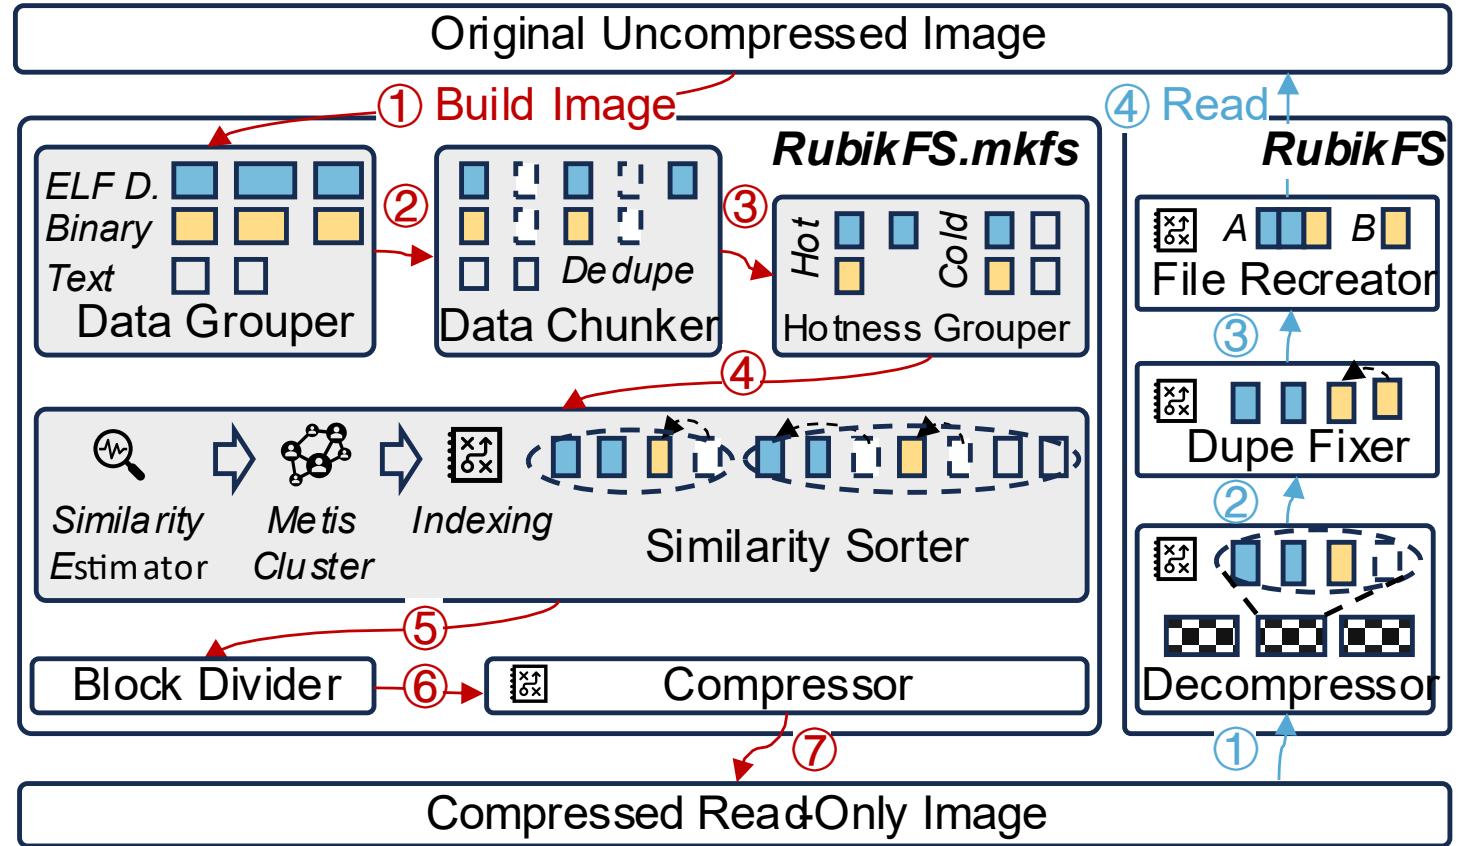 Original Uncompressed Image
① Build Image
④ Read
RubikFS.mkfs
ELF D.
Binary
Text
Data Grouper
②
Dedupe
Data Chunker
③
Hot
Cold
Hotness Grouper
④
Similarity
Estimator
Metis
Cluster
Indexing
Similarity Sorter
⑤
Block Divider
⑥
Compressor
⑦
RubikFS
A
B
File Recreator
③
Dupe Fixer
②
Decompressor
①
Compressed Read-Only Image